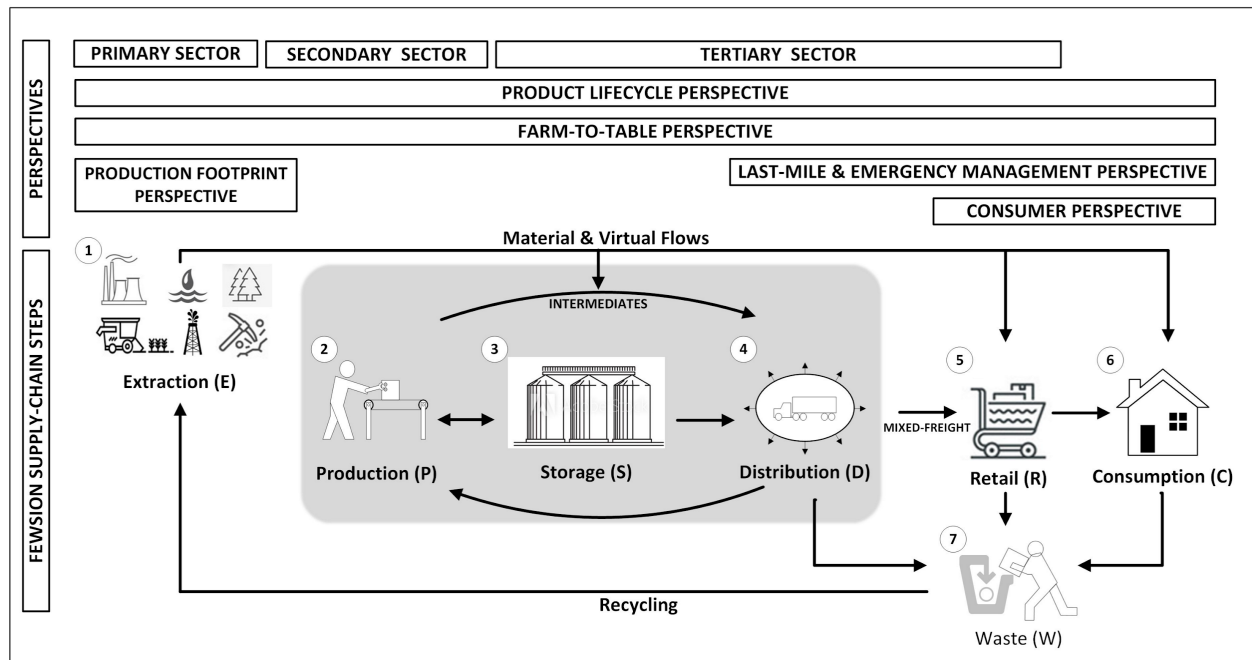 PERSPECTIVES
PRIMARY SECTOR
SECONDARY SECTOR
TERTIARY SECTOR
PRODUCT LIFECYCLE PERSPECTIVE
FARM-TO-TABLE PERSPECTIVE
PRODUCTION FOOTPRINT
PERSPECTIVE
LAST-MILE & EMERGENCY MANAGEMENT PERSPECTIVE
CONSUMER PERSPECTIVE
FEWSION SUPPLY-CHAIN STEPS
Material & Virtual Flows
1
Extraction (E)
INTERMEDIATES
2
Production (P)
3
Storage (S)
4
Distribution (D)
MIXED-FREIGHT
5
Retail (R)
6
Consumption (C)
7
Waste (W)
Recycling